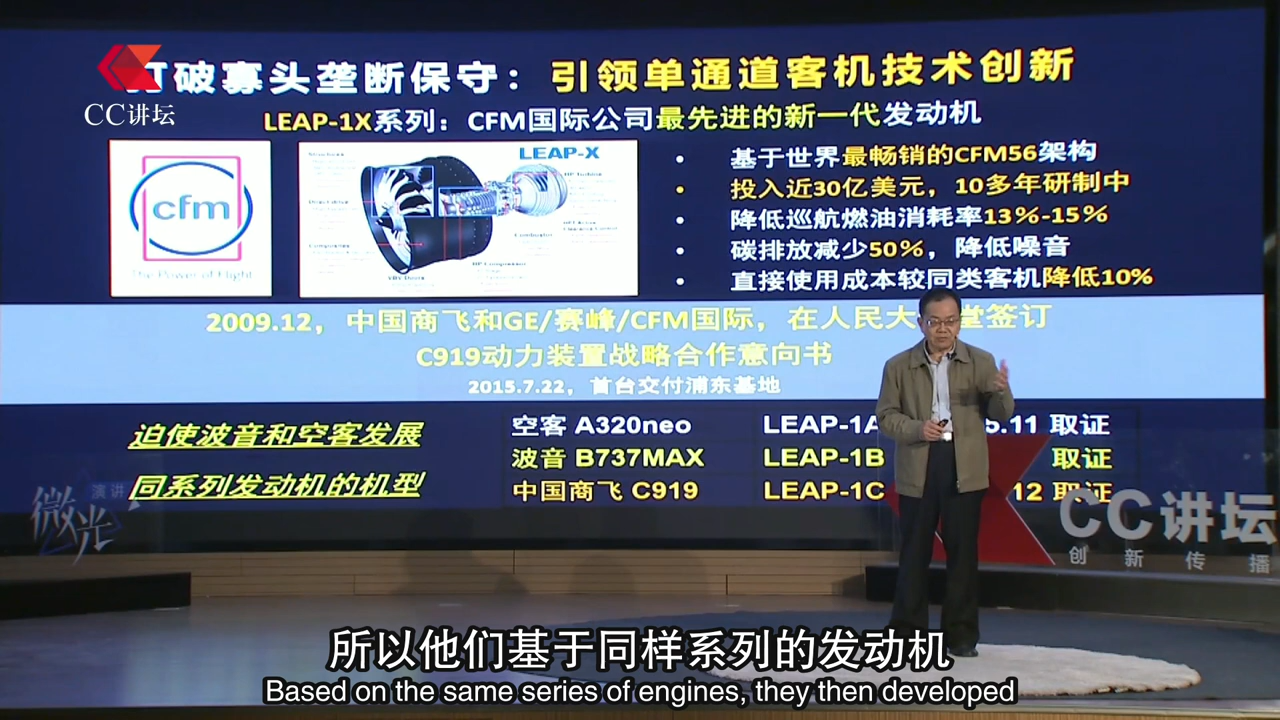 打破寡头垄断保守：引领单通道客机技术创新
CC讲坛
LEAP-1X系列：CFM国际公司最先进的新一代发动机
cfm
The Power of Flight
LEAP-X
• 基于世界最畅销的CFM56架构
• 投入近30亿美元，10多年研制中
• 降低巡航燃油消耗率13%-15%
• 碳排放减少50%，降低噪音
• 直接使用成本较同类客机降低10%
2009.12，中国商飞和GE/赛峰/CFM国际，在人民大 堂签订
C919动力装置战略合作意向书
2015.7.22，首台交付浦东基地
迫使波音和空客发展
同系列发动机的机型
空客 A320neo LEAP-1A 5.11 取证
波音 B737MAX LEAP-1B 取证
中国商飞 C919 LEAP-1C 12 取证
微光
演讲
CC讲坛
创新传播
所以他们基于同样系列的发动机
Based on the same series of engines, they then developed